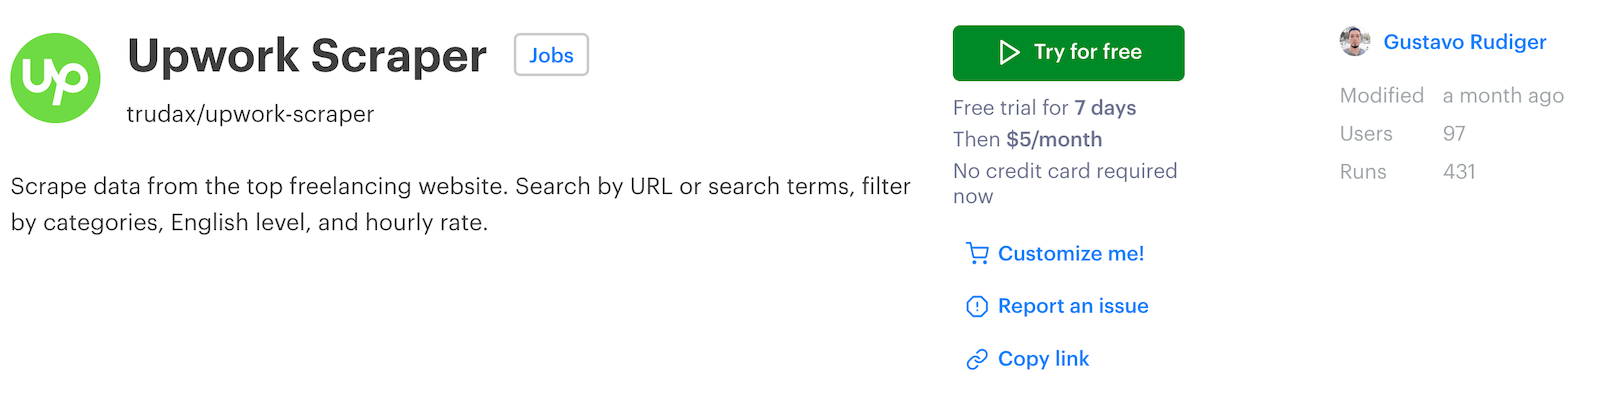 up
Upwork Scraper
Jobs
trudax/upwork-scraper
Scrape data from the top freelancing website. Search by URL or search terms, filter
by categories, English level, and hourly rate.
Try for free
Free trial for 7 days
Then $5/month
No credit card required
now
Customize me!
Report an issue
Copy link
Gustavo Rudiger
Modified a month ago
Users 97
Runs 431